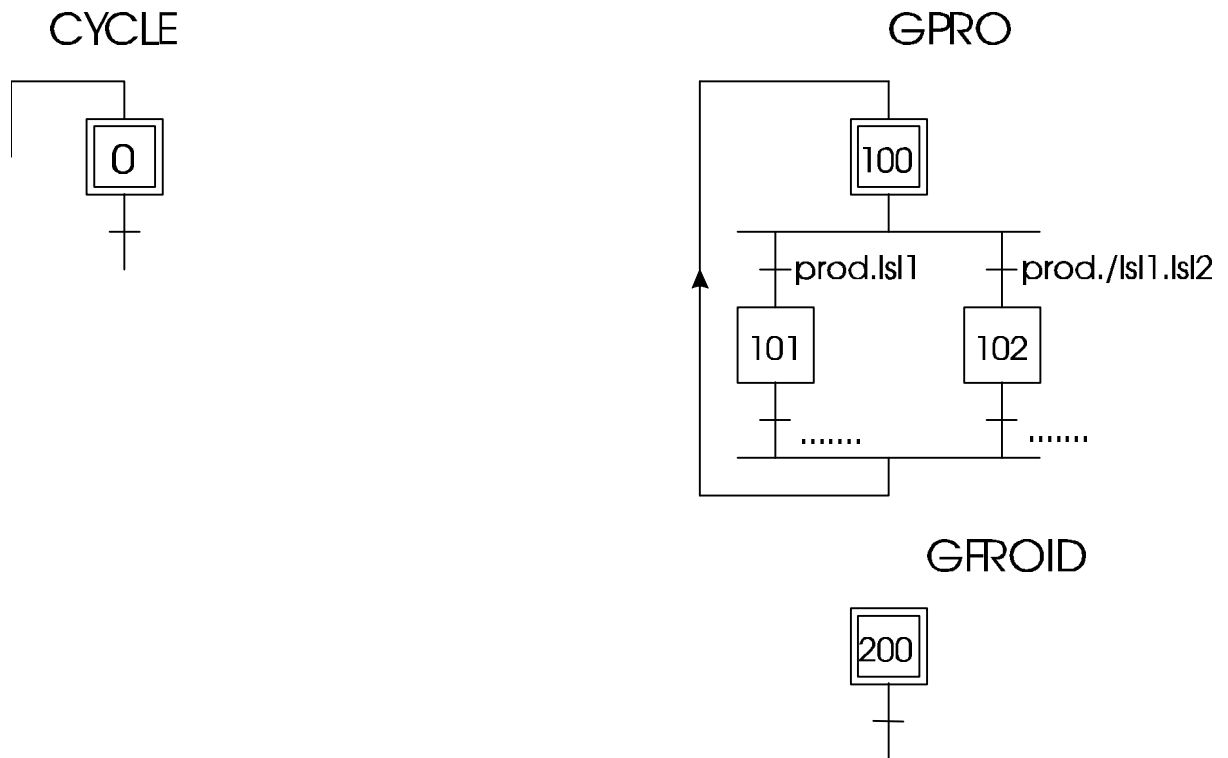 CYCLE
GPRO
0
100
prod.lsl1
prod./lsl1.lsl2
101
102
.......
.......
GFROID
200